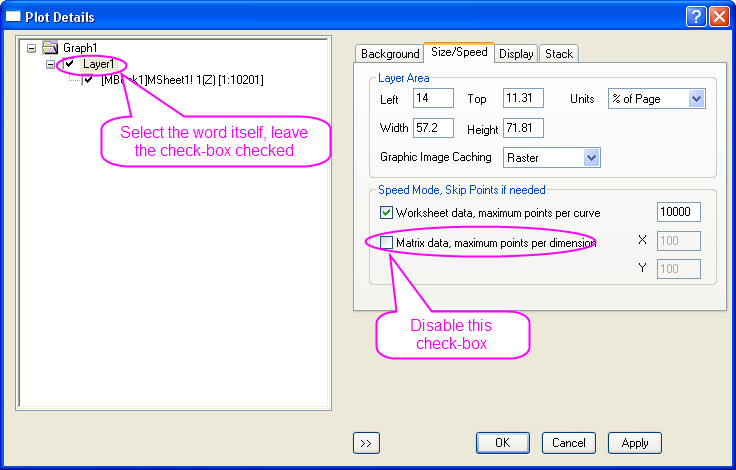 Plot Details
Graph1
Layer1
[MBook1]MSheet1! 1(Z) [1:10201]
Select the word itself, leave
the check-box checked
Background Size/Speed Display Stack
Layer Area
Left 14 Top 11.31 Units % of Page
Width 57.2 Height 71.81
Graphic Image Caching Raster
Speed Mode, Skip Points if needed
Worksheet data, maximum points per curve 10000
Matrix data, maximum points per dimension X 100
Y 100
Disable this
check-box
>> OK Cancel Apply